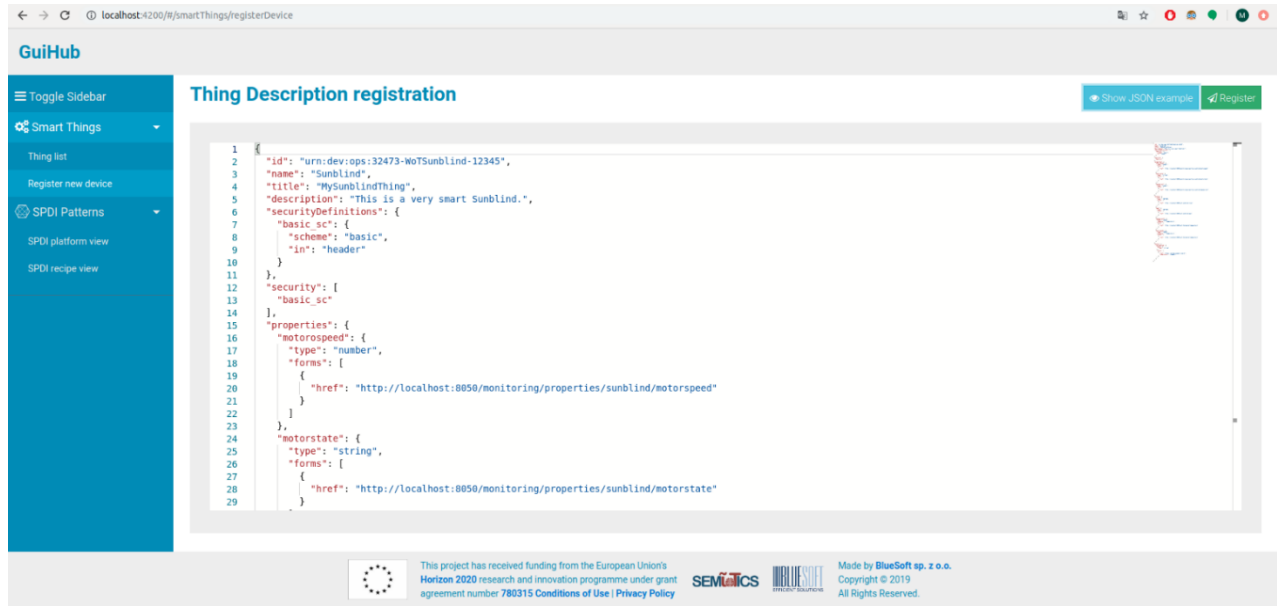 localhost:4200/#/smartThings/registerDevice
GuiHub
Toggle Sidebar
Smart Things
Thing list
Register new device
SPDI Patterns
SPDI platform view
SPDI recipe view
Thing Description registration
Show JSON example
Register
1 {
2 "id": "urn:dev:ops:32473-WoTSunblind-12345",
3 "name": "Sunblind",
4 "title": "MySunblindThing",
5 "description": "This is a very smart Sunblind.",
6 "securityDefinitions": {
7 "basic_sc": {
8 "scheme": "basic",
9 "in": "header"
10 }
11 },
12 "security": [
13 "basic_sc"
14 ],
15 "properties": {
16 "motorospeed": {
17 "type": "number",
18 "forms": [
19 {
20 "href": "http://localhost:8050/monitoring/properties/sunblind/motorspeed"
21 }
22 ]
23 },
24 "motorstate": {
25 "type": "string",
26 "forms": [
27 {
28 "href": "http://localhost:8050/monitoring/properties/sunblind/motorstate"
29 }
This project has received funding from the European Union's
Horizon 2020 research and innovation programme under grant
agreement number 780315 Conditions of Use | Privacy Policy
SEMIoTICS
BLUESOFT
EFFICIENT SOLUTIONS
Made by BlueSoft sp. z o.o.
Copyright © 2019
All Rights Reserved.